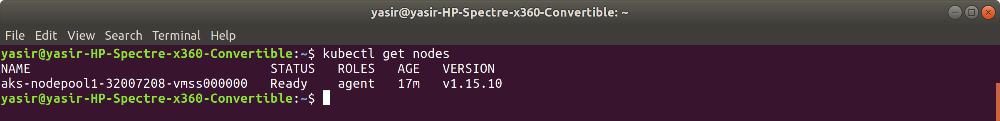 yasir@yasir-HP-Spectre-x360-Convertible: ~
File Edit View Search Terminal Help
yasir@yasir-HP-Spectre-x360-Convertible:~$ kubectl get nodes
NAME STATUS ROLES AGE VERSION
aks-nodepool1-32007208-vmss000000 Ready agent 17m v1.15.10
yasir@yasir-HP-Spectre-x360-Convertible:~$